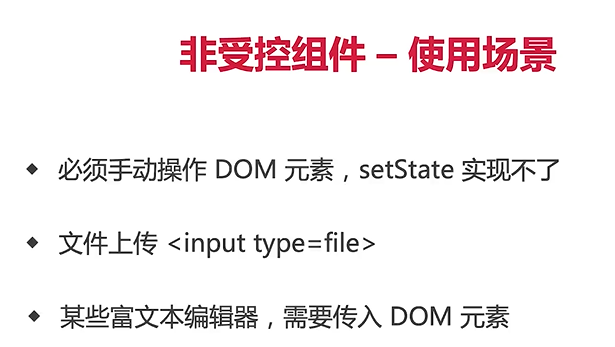 非受控组件 – 使用场景
◆ 必须手动操作 DOM 元素，setState 实现不了
◆ 文件上传 <input type=file>
◆ 某些富文本编辑器，需要传入 DOM 元素